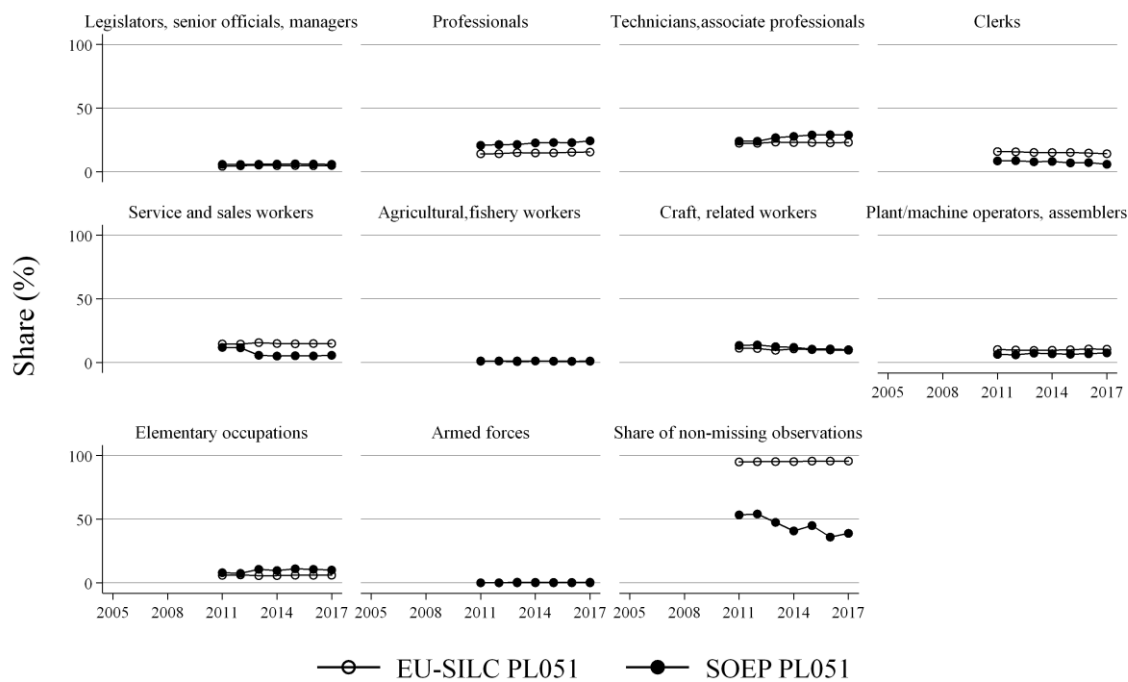 Legislators, senior officials, managers
Professionals
Technicians,associate professionals
Clerks
100
50
0
Service and sales workers
Agricultural,fishery workers
Craft, related workers
Plant/machine operators, assemblers
100
50
0
2005 2008 2011 2014 2017
Share (%)
Elementary occupations
Armed forces
Share of non-missing observations
100
50
0
2005 2008 2011 2014 2017
2005 2008 2011 2014 2017
2005 2008 2011 2014 2017
EU-SILC PL051
SOEP PL051